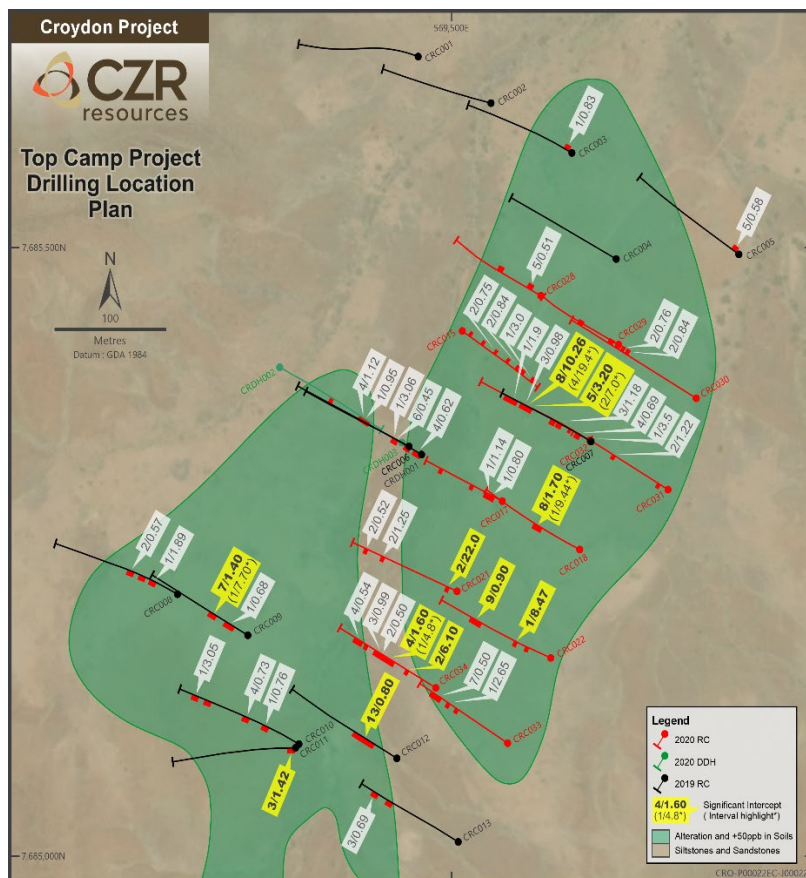 Croydon Project
CZR
resources
Top Camp Project
Drilling Location
Plan
N
100
Metres
Datum : GDA 1984
569,500E
7,685,500N
7,685,000N
CRC001
CRC002
CRC003
1/0.83
CRC004
CRC005
5/0.58
5/0.51
CRC028
CRC029
2/0.76
2/0.84
CRC030
CRC015
2/0.75
2/0.84
1/3.0
1/1.9
3/0.98
8/10.26
(4/19.4*)
5/3.20
(2/7.0*)
3/1.18
4/0.69
1/3.5
2/1.22
CRC032
CRC007
CRC031
CRDH002
4/1.12
1/0.95
1/3.06
6/0.45
4/0.62
CRDH003
CRC006
CRDH001
1/1.14
1/0.80
CRC017
8/1.70
(1/9.44*)
CRC018
2/0.52
2/1.25
2/22.0
CRC021
9/0.90
1/8.47
CRC022
2/0.57
1/1.89
CRC008
7/1.40
(1/7.70*)
1/0.68
CRC009
4/0.54
3/0.99
2/0.50
4/1.60
(1/4.8*)
2/6.10
CRC034
7/0.50
1/2.65
CRC033
1/3.05
4/0.73
1/0.76
CRC010
CRC011
3/1.42
13/0.80
CRC012
3/0.69
CRC013
Legend
2020 RC
2020 DDH
2019 RC
4/1.60
(1/4.8*)
Significant Intercept
( Interval highlight*)
Alteration and +50ppb in Soils
Siltstones and Sandstones